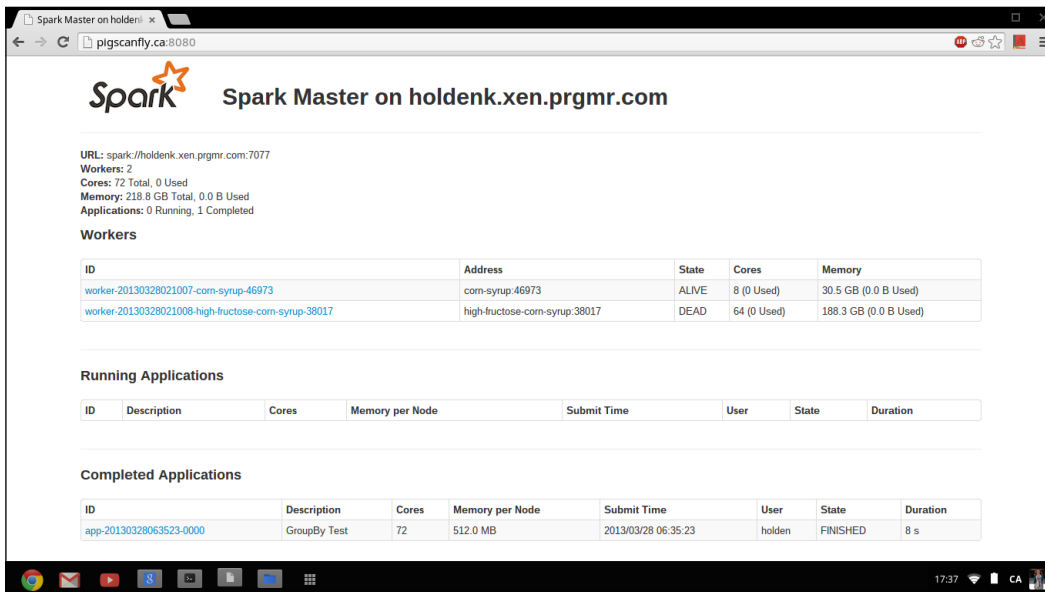 Spark Master on holdenk
pigscanfly.ca:8080
ABP
Spark
Spark Master on holdenk.xen.prgmr.com
URL: spark://holdenk.xen.prgmr.com:7077
Workers: 2
Cores: 72 Total, 0 Used
Memory: 218.8 GB Total, 0.0 B Used
Applications: 0 Running, 1 Completed
Workers
ID Address State Cores Memory
worker-20130328021007-corn-syrup-46973 corn-syrup:46973 ALIVE 8 (0 Used) 30.5 GB (0.0 B Used)
worker-20130328021008-high-fructose-corn-syrup-38017 high-fructose-corn-syrup:38017 DEAD 64 (0 Used) 188.3 GB (0.0 B Used)
Running Applications
ID Description Cores Memory per Node Submit Time User State Duration
Completed Applications
ID Description Cores Memory per Node Submit Time User State Duration
app-20130328063523-0000 GroupBy Test 72 512.0 MB 2013/03/28 06:35:23 holden FINISHED 8 s
8
17:37 CA